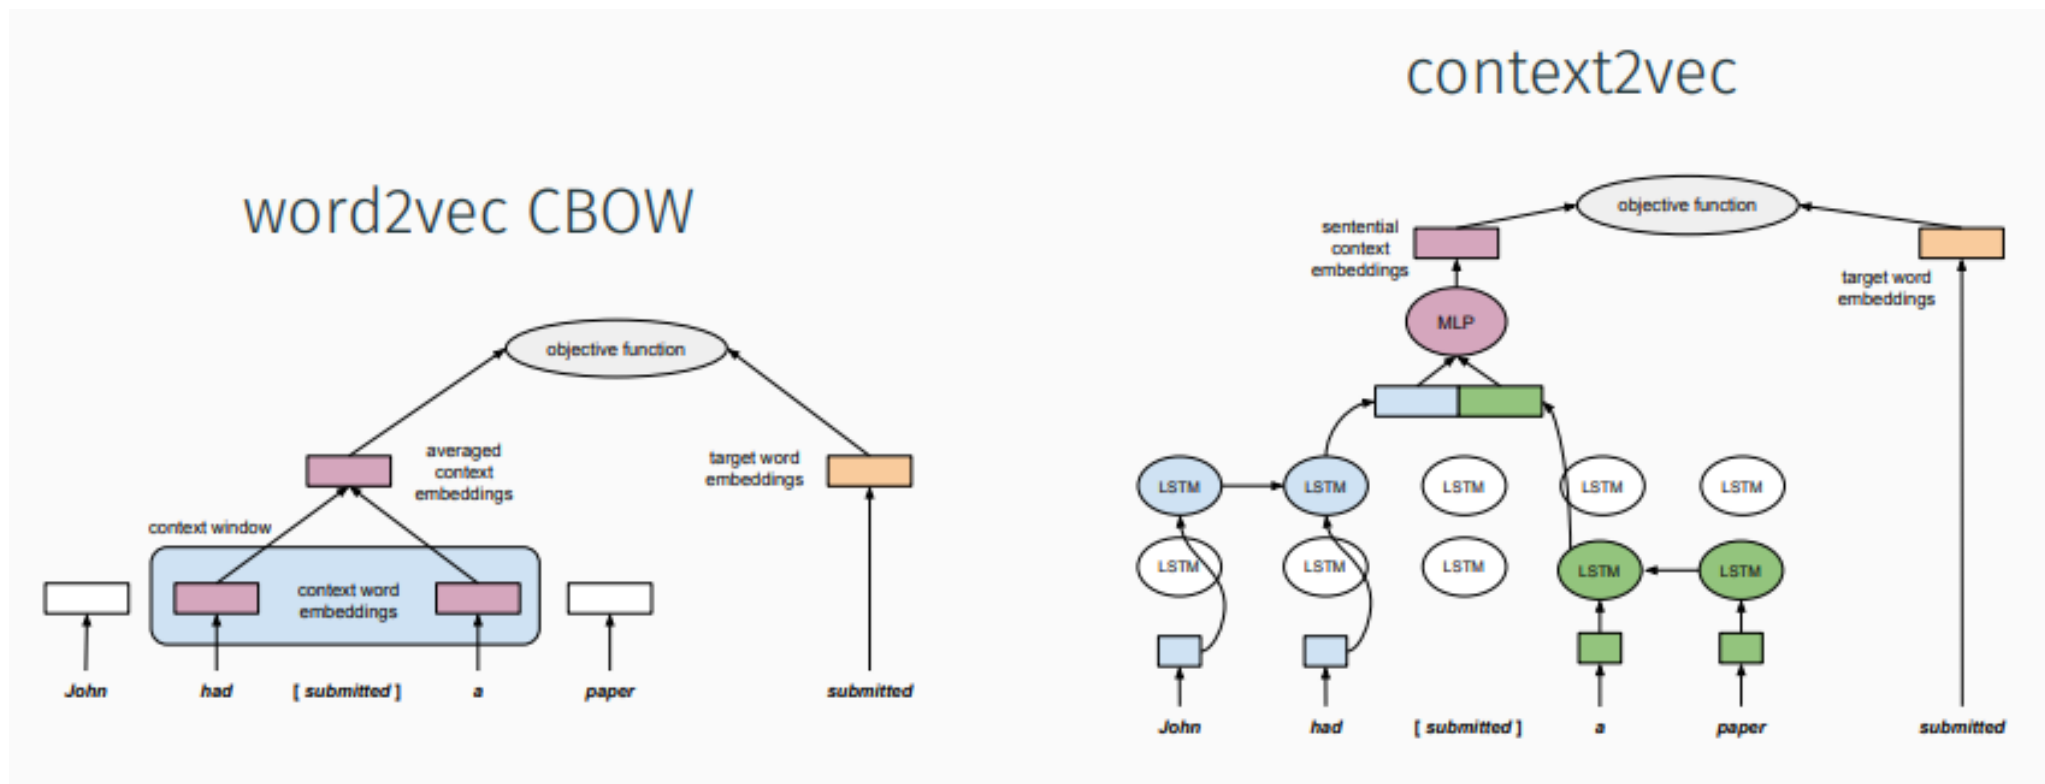 word2vec CBOW
objective function
averaged
context
embeddings
target word
embeddings
context window
context word
embeddings
John had [ submitted ] a paper submitted
context2vec
objective function
sentential
context
embeddings
target word
embeddings
MLP
LSTM LSTM LSTM LSTM LSTM
LSTM LSTM LSTM LSTM LSTM
John had [ submitted ] a paper submitted